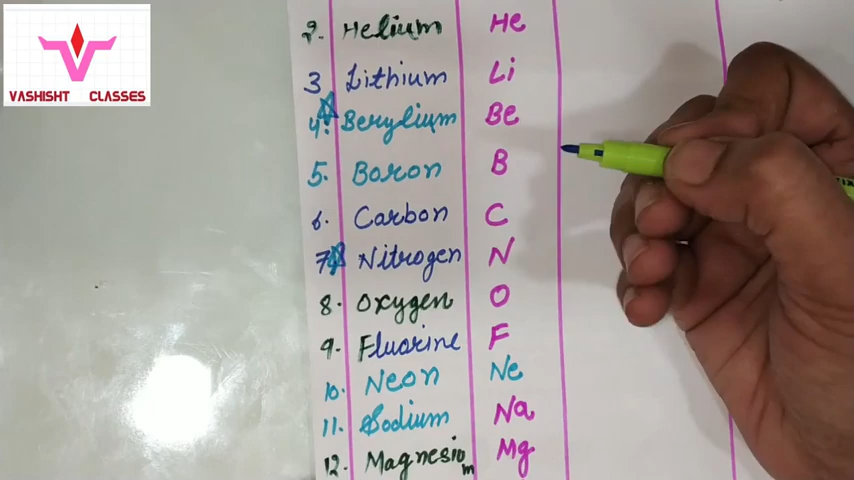 VASHISHT CLASSES
2. Helium He
3 Lithium Li
4. Berylium Be
5. Boron B
6. Carbon C
7 Nitrogen N
8. Oxygen O
9. Fluorine F
10. Neon Ne
11. Sodium Na
12. Magnesium Mg